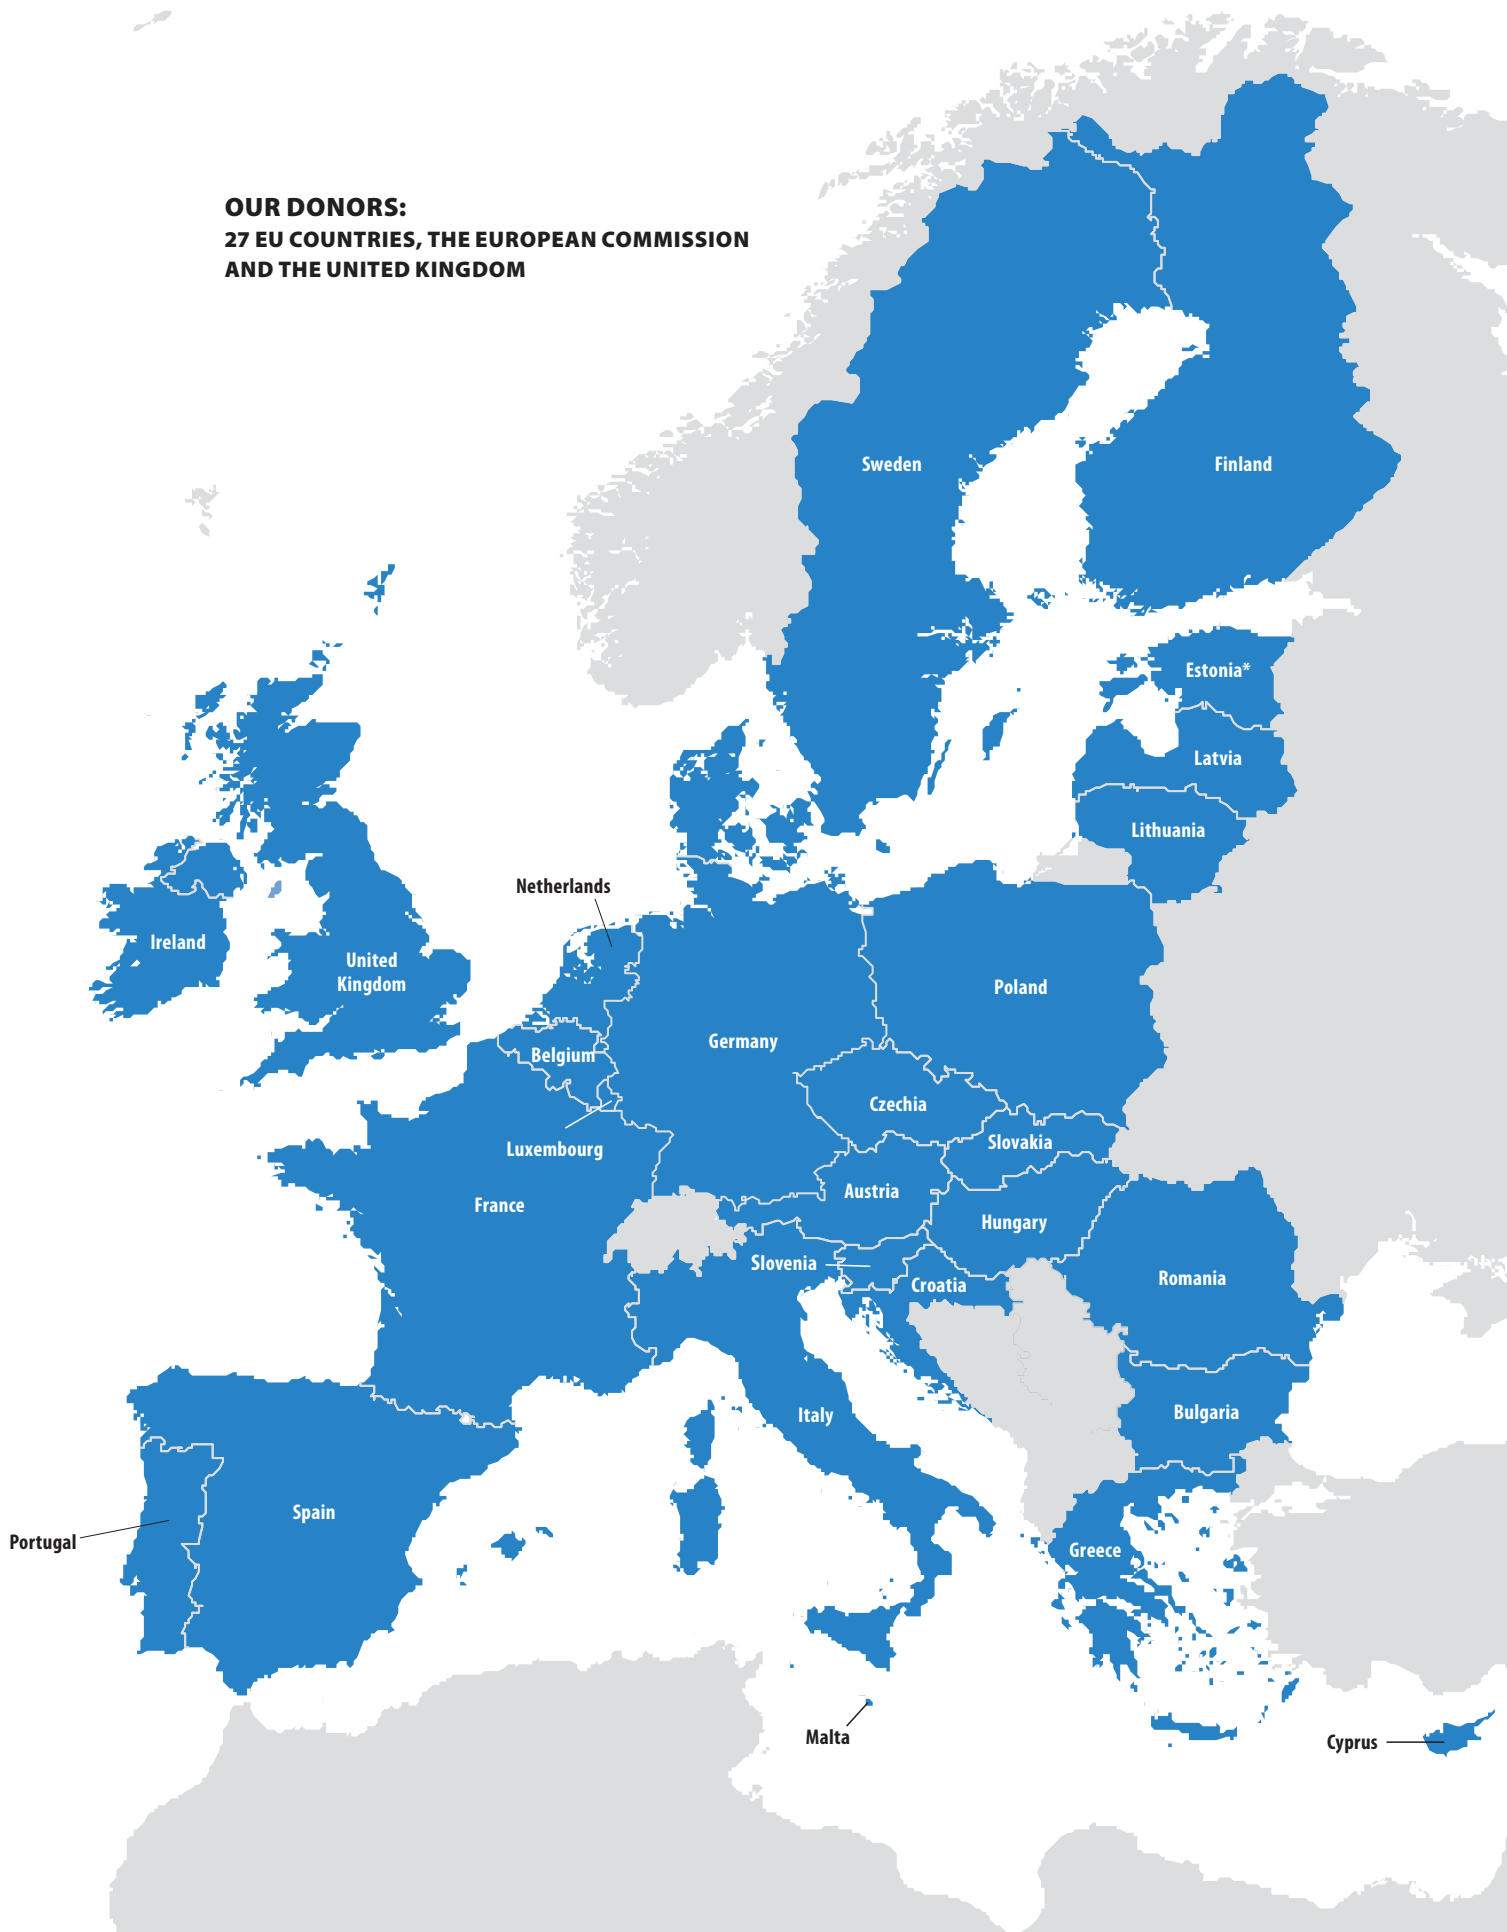 OUR DONORS:
27 EU COUNTRIES, THE EUROPEAN COMMISSION
AND THE UNITED KINGDOM
Sweden
Finland
Estonia*
Latvia
Lithuania
Netherlands
Ireland
United
Kingdom
Poland
Germany
Belgium
Czechia
Slovakia
Luxembourg
Austria
France
Hungary
Slovenia
Croatia
Romania
Italy
Bulgaria
Spain
Portugal
Greece
Malta
Cyprus